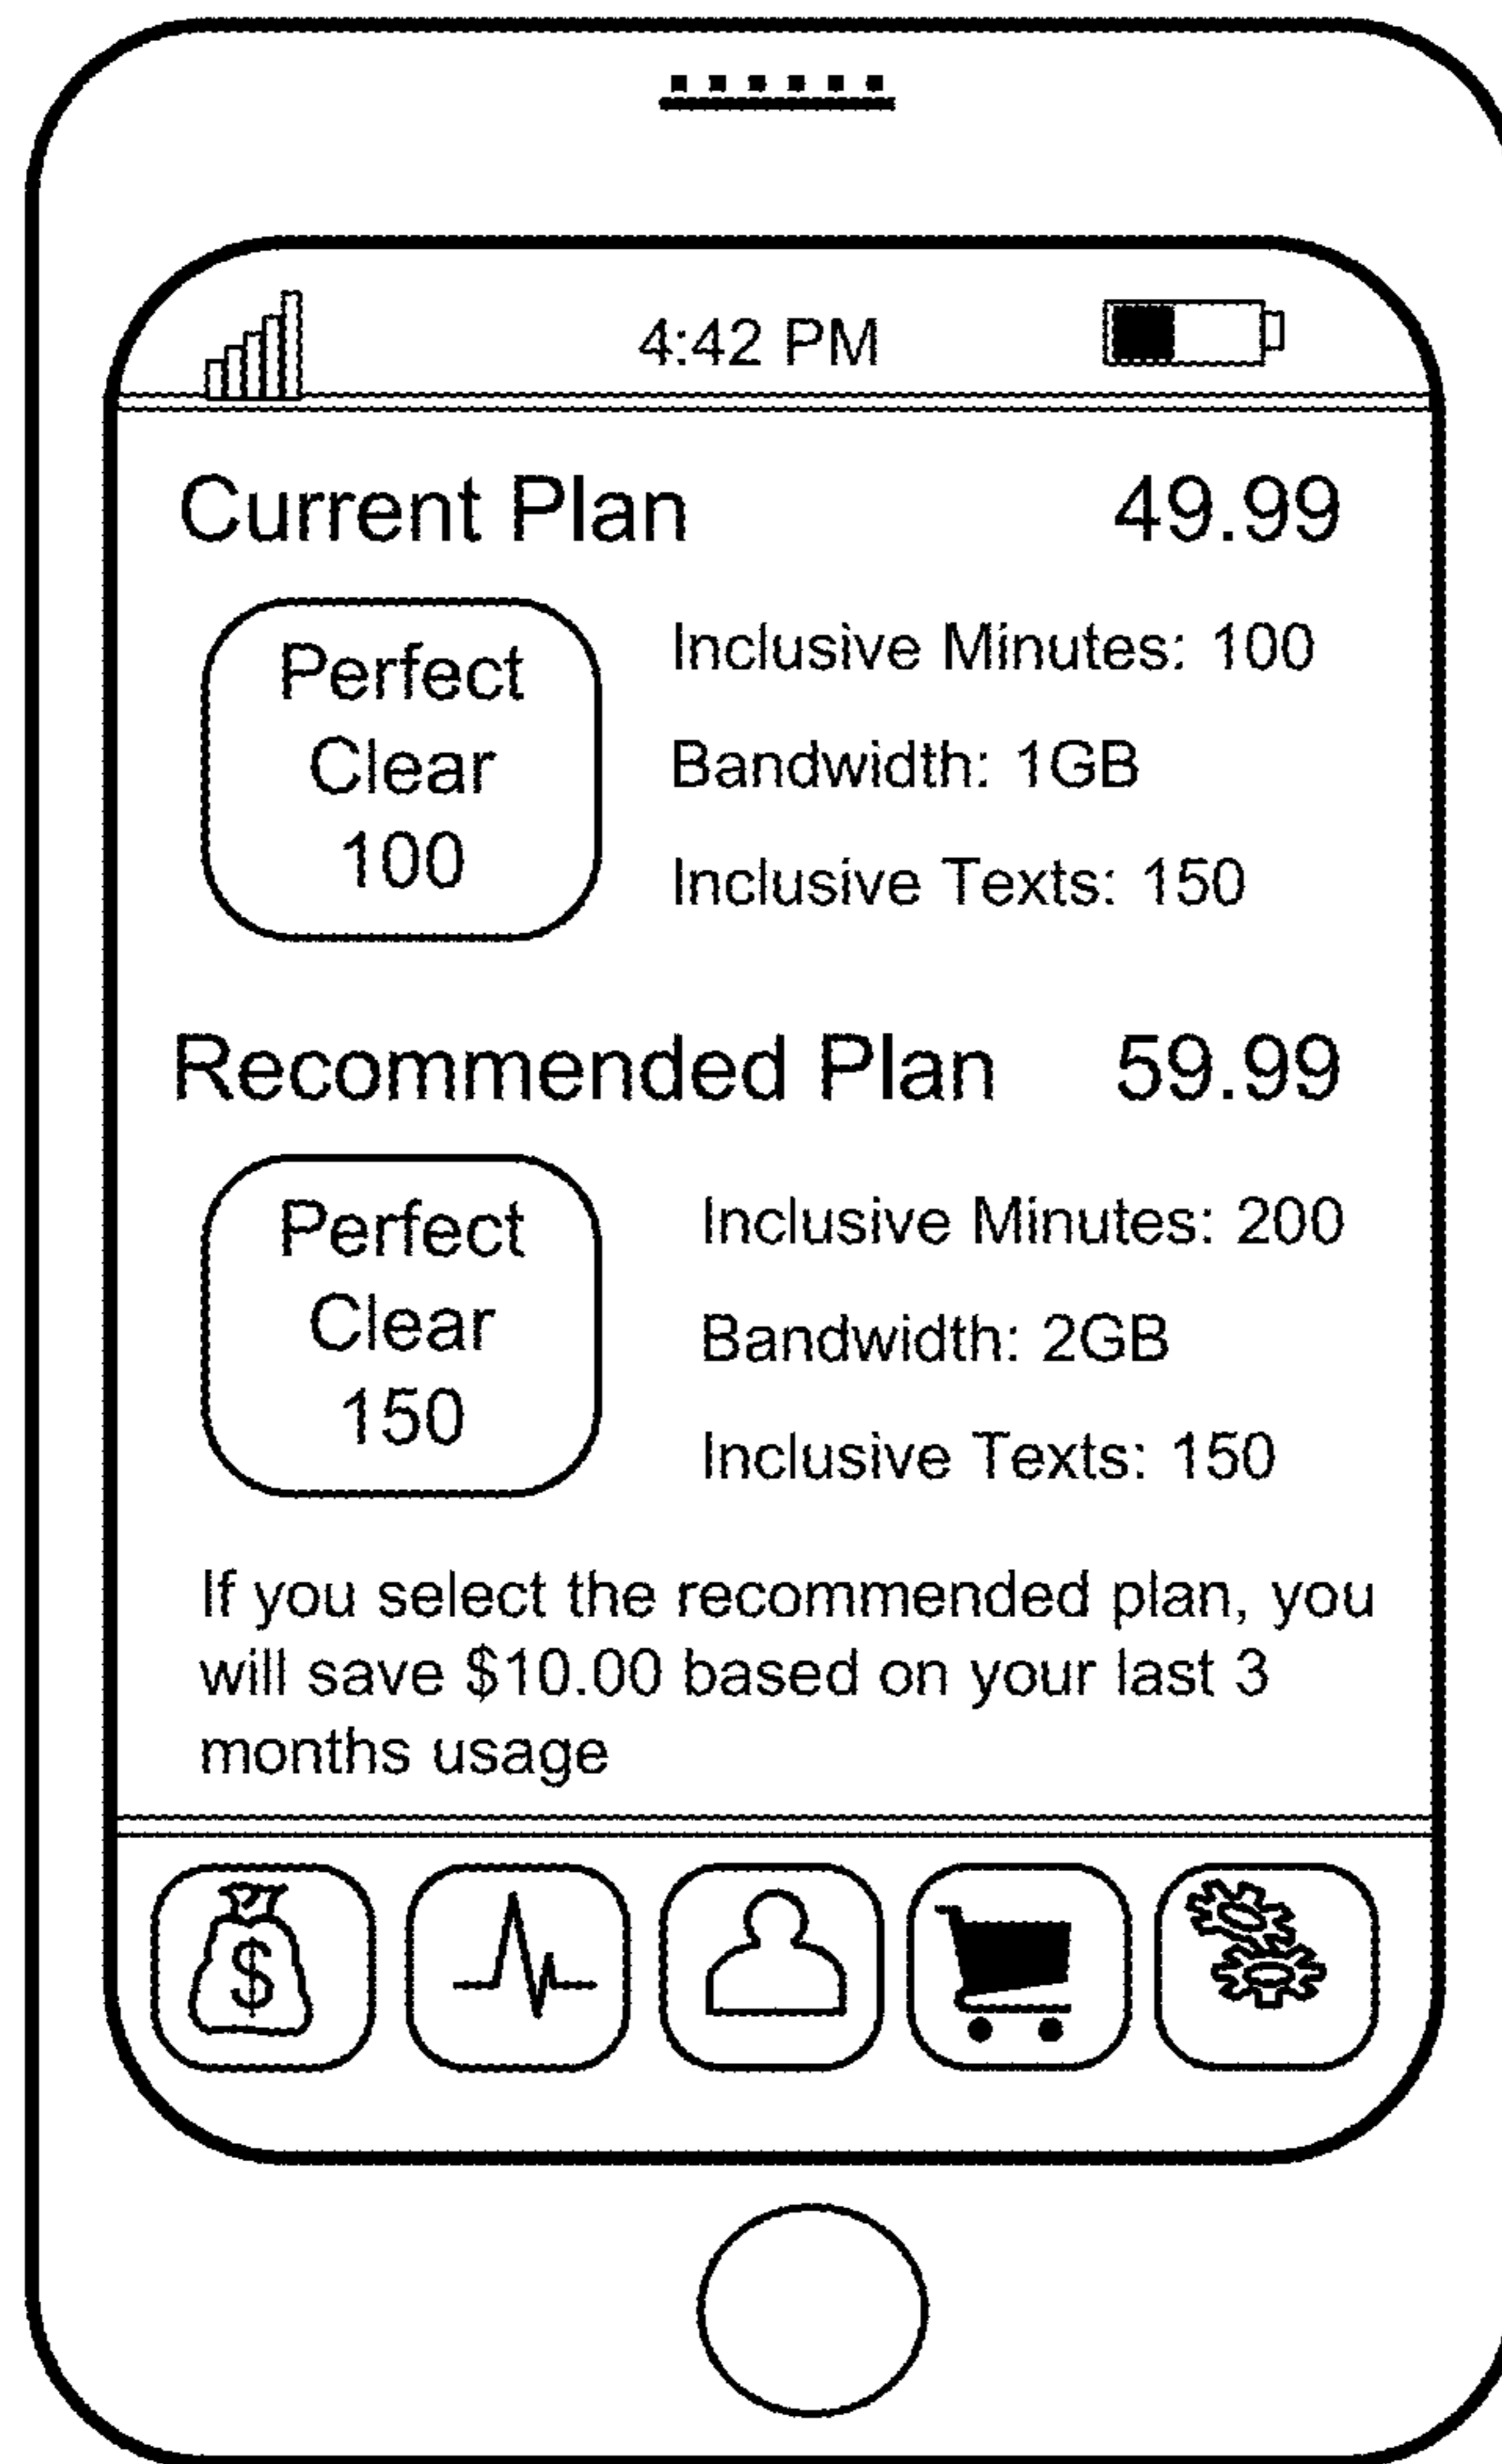 4:42 PM
Current Plan 49.99
Perfect
Clear
100
Inclusive Minutes: 100
Bandwidth: 1GB
Inclusive Texts: 150
Recommended Plan 59.99
Perfect
Clear
150
Inclusive Minutes: 200
Bandwidth: 2GB
Inclusive Texts: 150
If you select the recommended plan, you
will save $10.00 based on your last 3
months usage
$